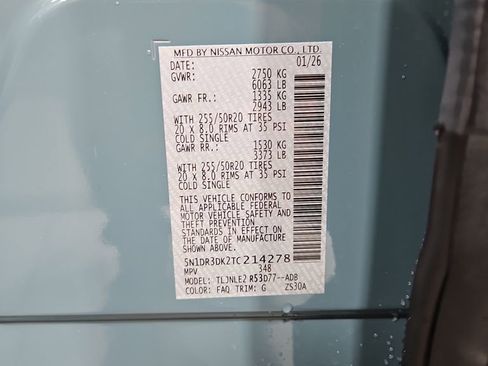 MFD BY NISSAN MOTOR CO., LTD.
DATE: 01/26
GVWR: 2750 KG
6063 LB
GAWR FR.: 1335 KG
2943 LB
WITH 255/50R20 TIRES
20 X 8.0 RIMS AT 35 PSI
COLD SINGLE
GAWR RR.: 1530 KG
3373 LB
WITH 255/50R20 TIRES
20 X 8.0 RIMS AT 35 PSI
COLD SINGLE
THIS VEHICLE CONFORMS TO
ALL APPLICABLE FEDERAL
MOTOR VEHICLE SAFETY AND
THEFT PREVENTION
STANDARDS IN EFFECT ON
THE DATE OF MANUFACTURE
SHOWN ABOVE.
5N1DR3DK2TC214278
MPV 348
MODEL: TLJNLE2 R53D77--ADB
COLOR: FAQ TRIM: G ZS30A